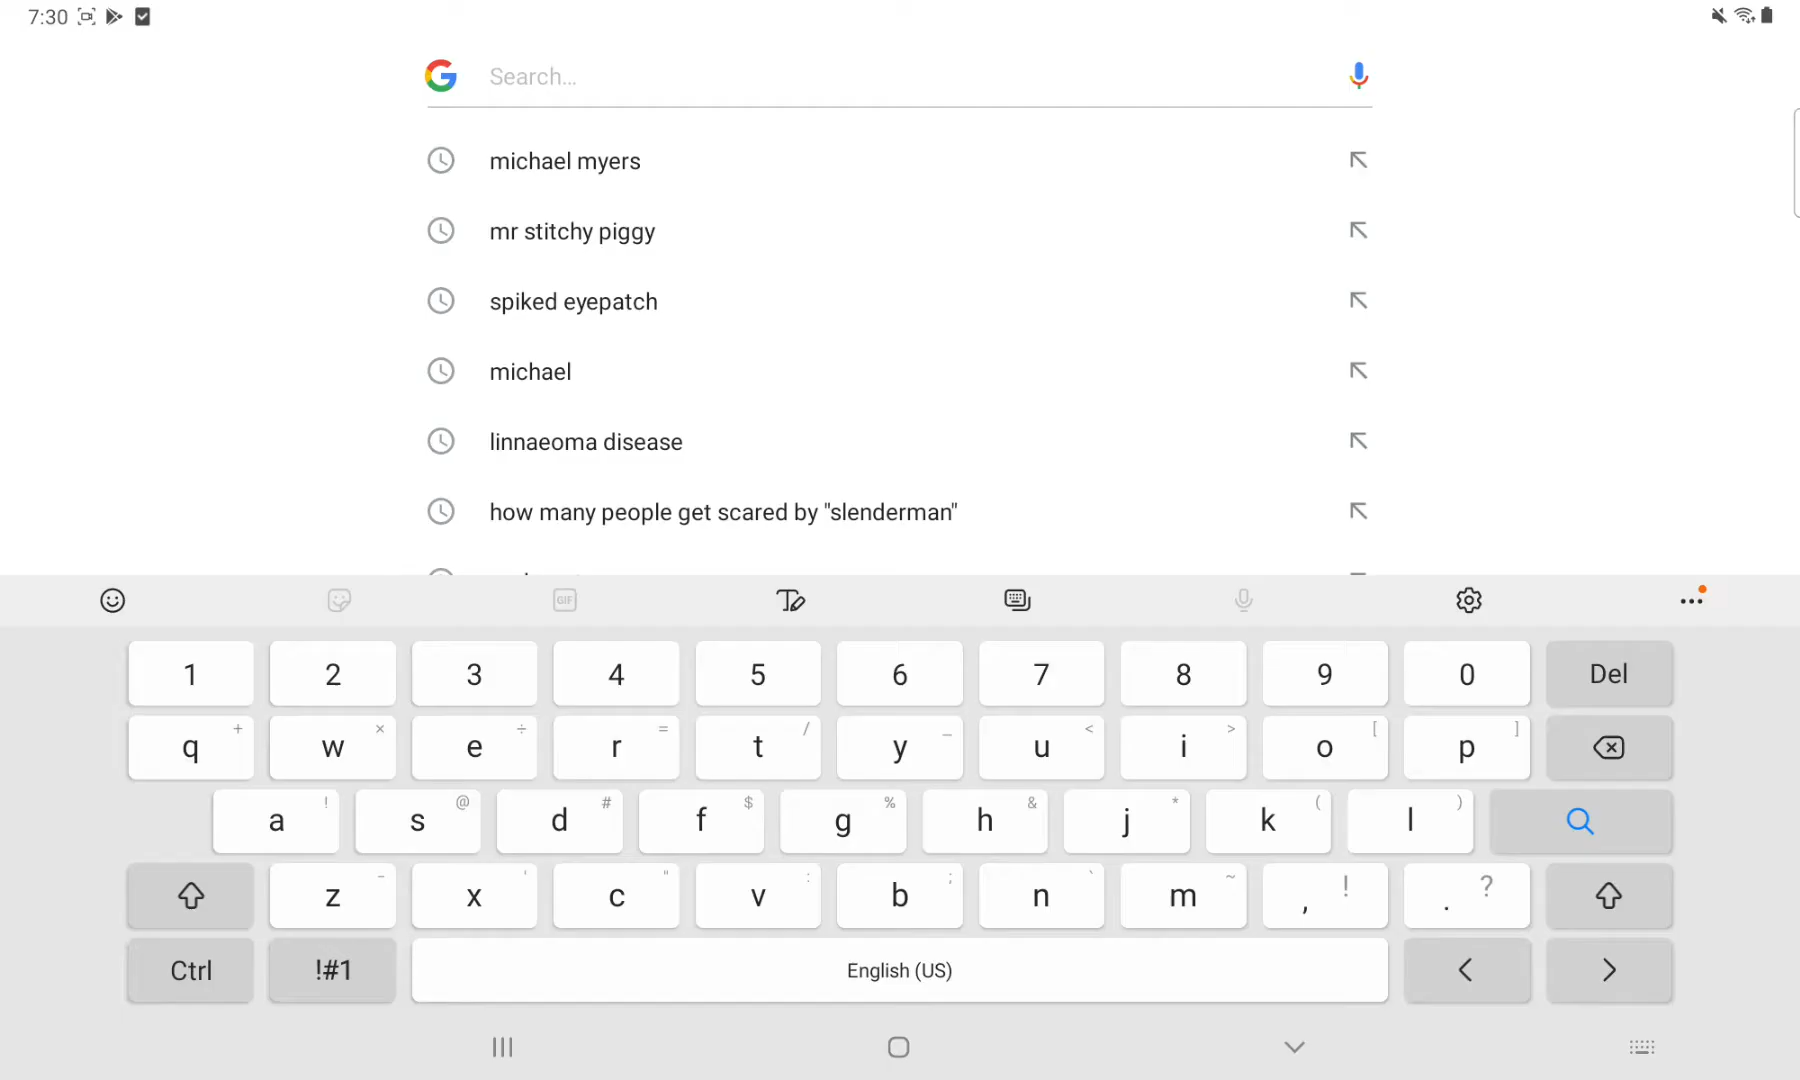 7:30
Search...
michael myers
mr stitchy piggy
spiked eyepatch
michael
linnaeoma disease
how many people get scared by "slenderman"
GIF
1 2 3 4 5 6 7 8 9 0 Del
q + w × e ÷ r = t / y _ u < i > o [ p ]
a ! s @ d # f $ g % h & j * k ( l )
z - x ' c " v : b ; n ` m ~ , ! . ?
Ctrl !#1 English (US) < >